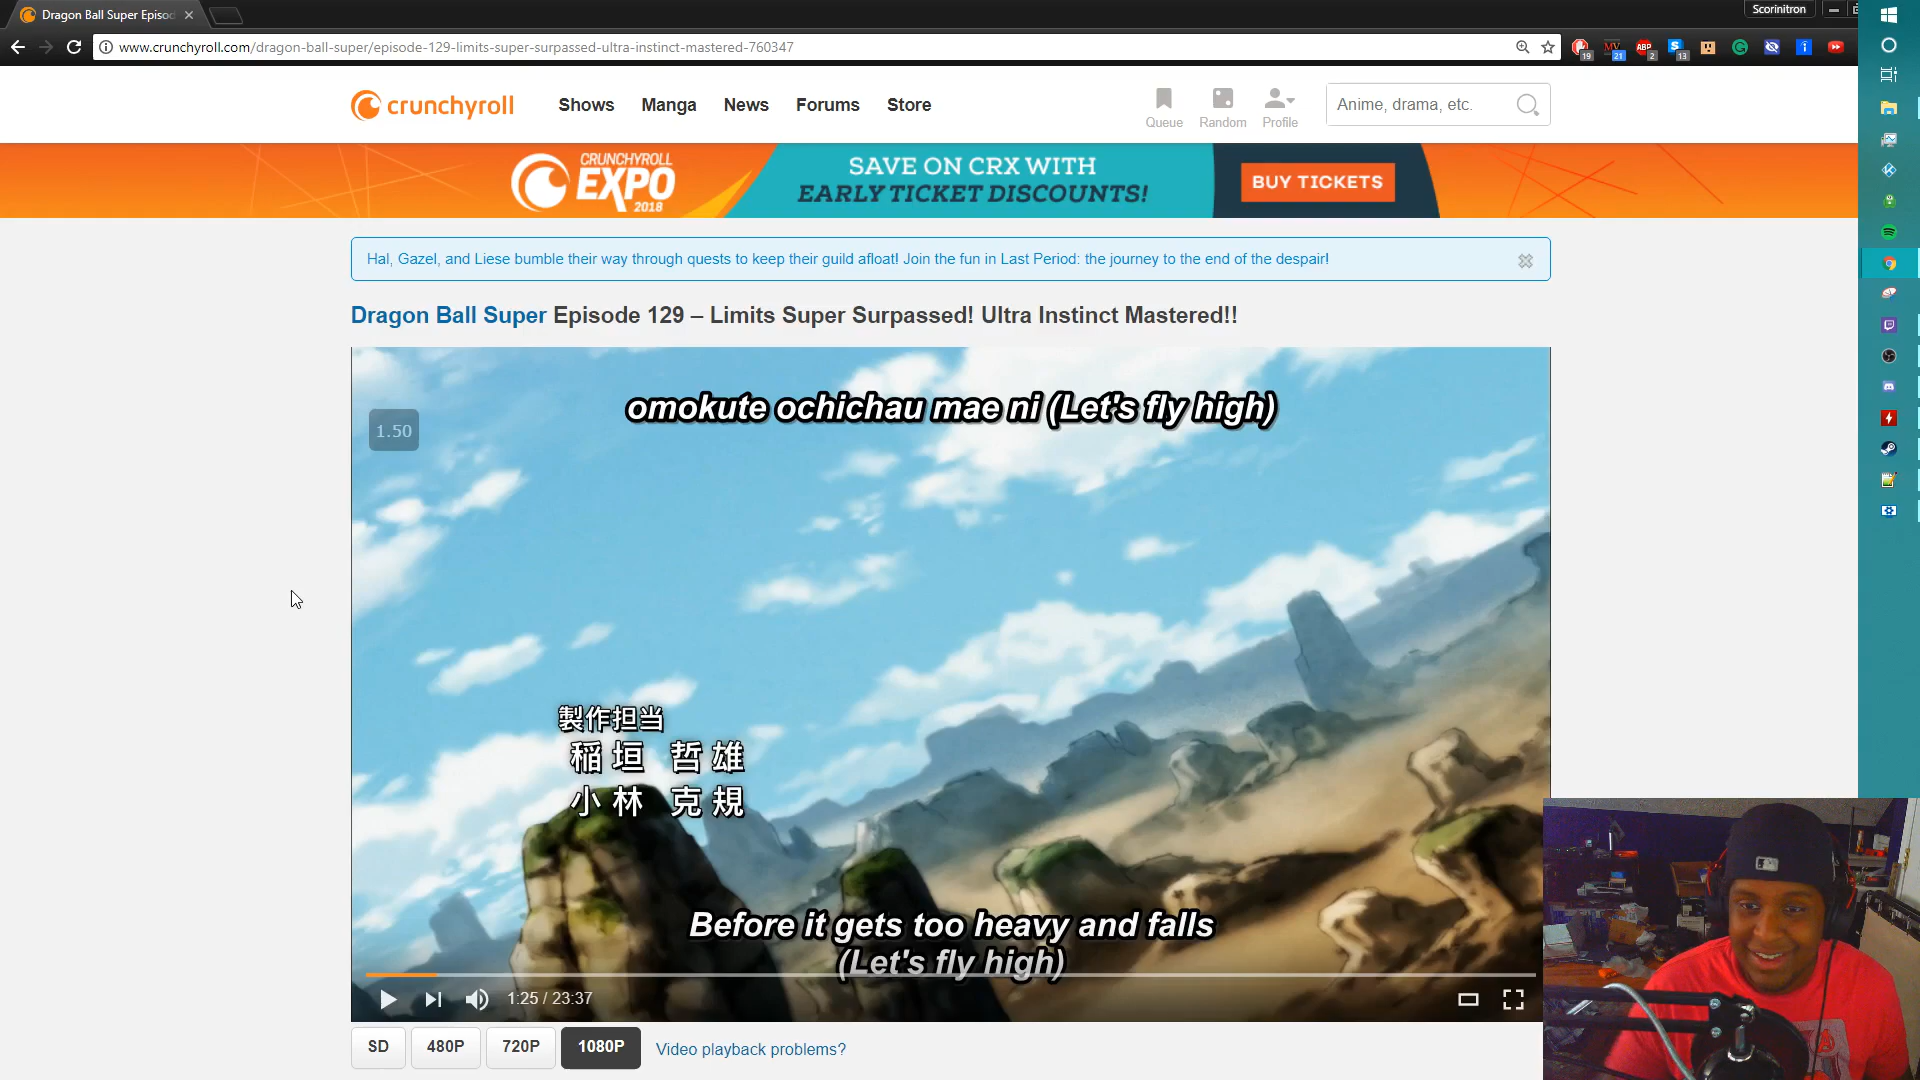 Dragon Ball Super Episod
Scorinitron
www.crunchyroll.com/dragon-ball-super/episode-129-limits-super-surpassed-ultra-instinct-mastered-760347
19
21
ABP
2
13
crunchyroll
Shows
Manga
News
Forums
Store
Queue
Random
Profile
Anime, drama, etc.
CRUNCHYROLL
EXPO
2018
SAVE ON CRX WITH
EARLY TICKET DISCOUNTS!
BUY TICKETS
Hal, Gazel, and Liese bumble their way through quests to keep their guild afloat! Join the fun in Last Period: the journey to the end of the despair!
Dragon Ball Super Episode 129 – Limits Super Surpassed! Ultra Instinct Mastered!!
omokute ochichau mae ni (Let's fly high)
1.50
製作担当
稲垣 哲雄
小林 克規
Before it gets too heavy and falls
(Let's fly high)
1:25 / 23:37
SD
480P
720P
1080P
Video playback problems?